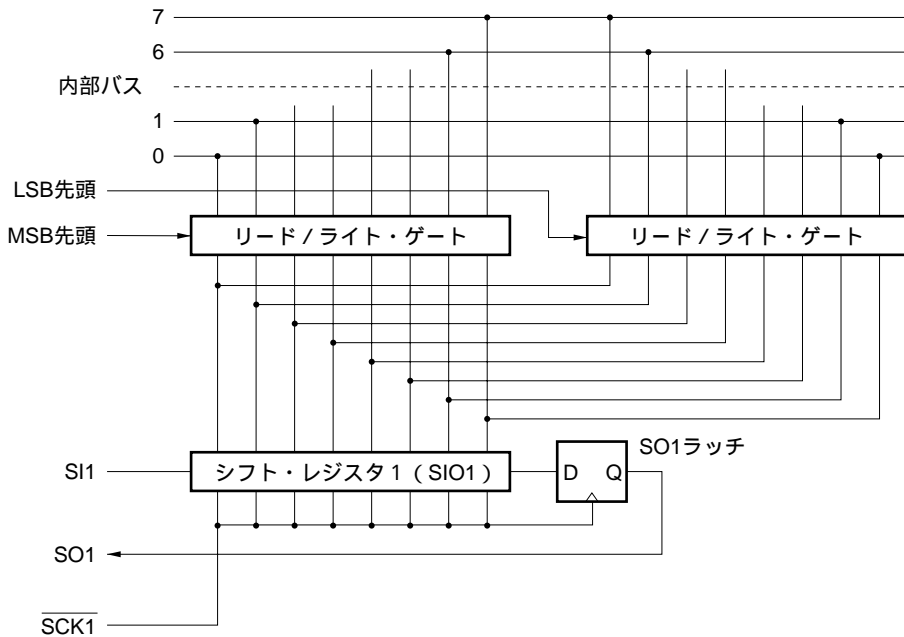 7
6
内部バス
1
0
LSB先頭
MSB先頭
リード/ライト・ゲート
リード/ライト・ゲート
SO1ラッチ
SI1
シフト・レジスタ1(SIO1)
D Q
SO1
SCK1